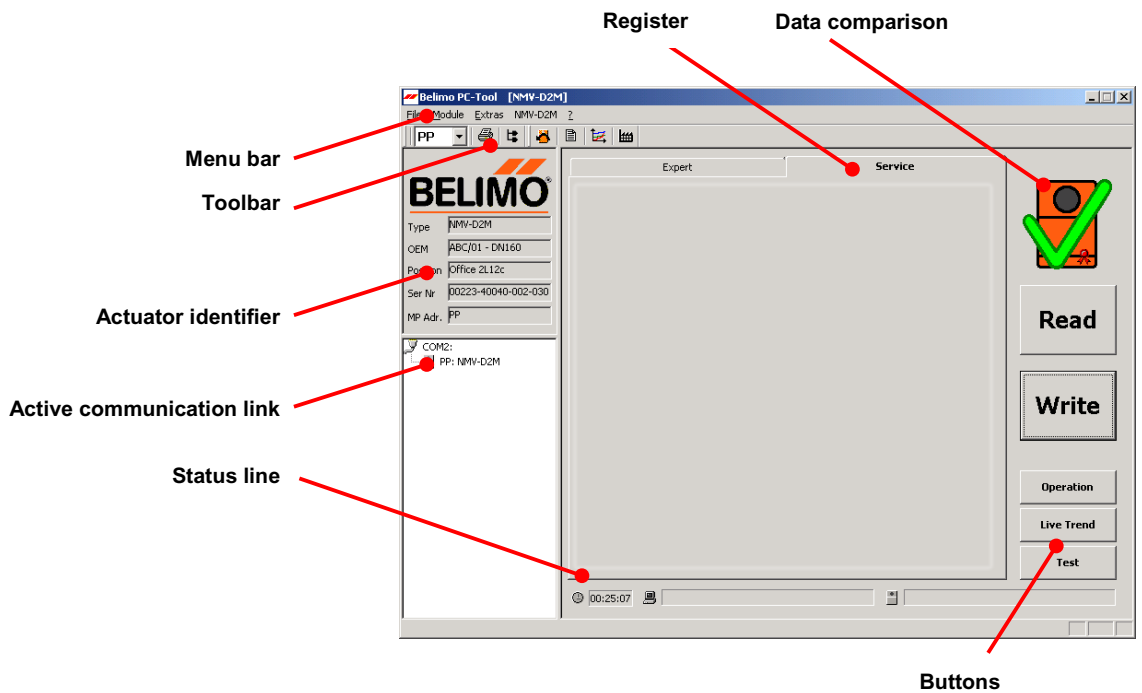 Register
Data comparison
Belimo PC-Tool [NMV-D2M]
File Module Extras NMV-D2M ?
PP
Menu bar
Toolbar
Expert
Service
BELIMO®
Type NMV-D2M
OEM ABC/01 - DN160
Position Office 2L12c
Ser Nr 00223-40040-002-030
MP Adr. PP
Actuator identifier
Read
COM2:
PP: NMV-D2M
Active communication link
Write
Status line
Operation
Live Trend
Test
00:25:07
Buttons